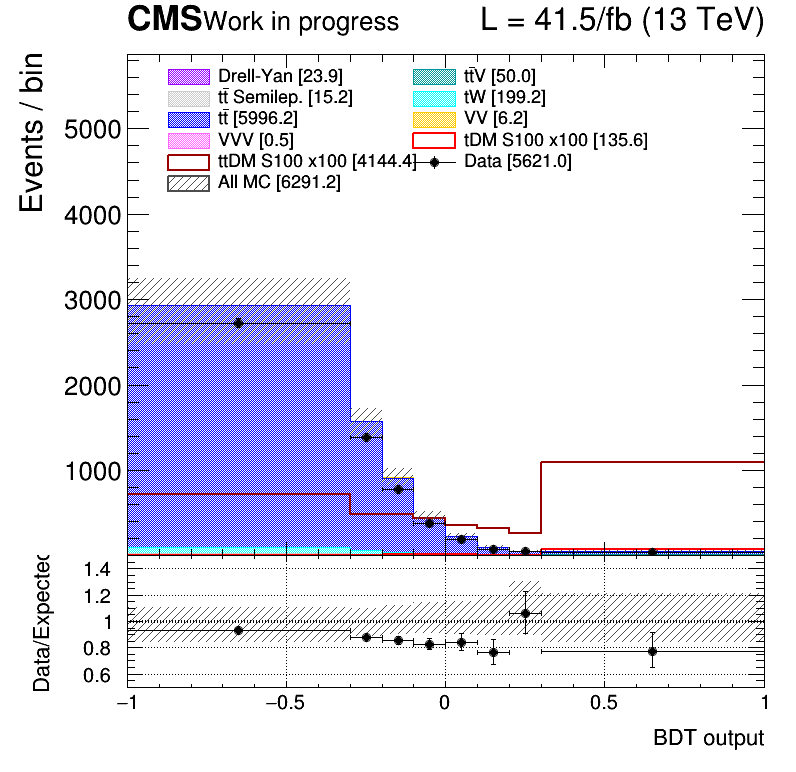 CMS Work in progress L = 41.5/fb (13 TeV)
Drell-Yan [23.9] tt̄V [50.0]
tt̄ Semilep. [15.2] tW [199.2]
tt̄ [5996.2] VV [6.2]
VVV [0.5] tDM S100 x100 [135.6]
ttDM S100 x100 [4144.4] Data [5621.0]
All MC [6291.2]
Events / bin
5000
4000
3000
2000
1000
Data/Expected
1.4
1.2
1
0.8
0.6
−1 −0.5 0 0.5 1
BDT output